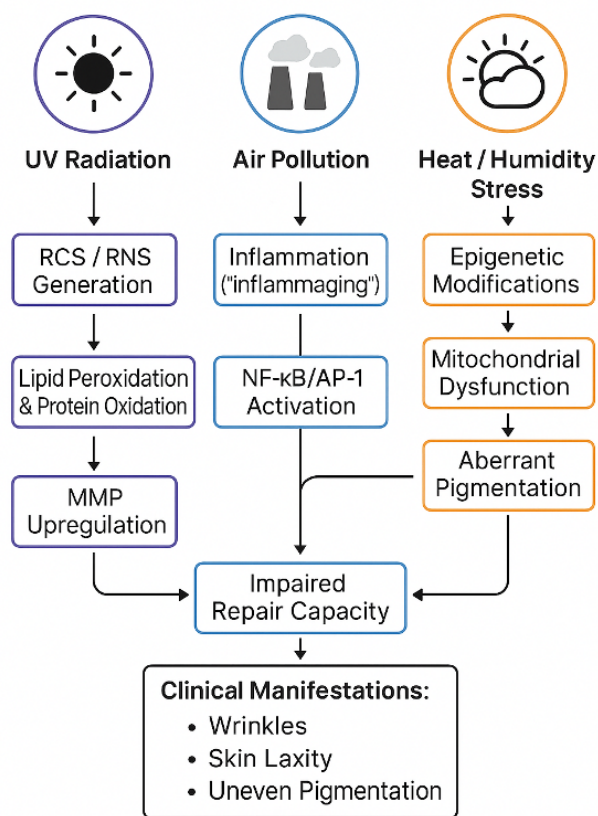 UV Radiation
Air Pollution
Heat / Humidity
Stress
RCS / RNS
Generation
Inflammation
("inflammaging")
Epigenetic
Modifications
Lipid Peroxidation
& Protein Oxidation
NF-κB/AP-1
Activation
Mitochondrial
Dysfunction
MMP
Upregulation
Aberrant
Pigmentation
Impaired
Repair Capacity
Clinical Manifestations:
• Wrinkles
• Skin Laxity
• Uneven Pigmentation